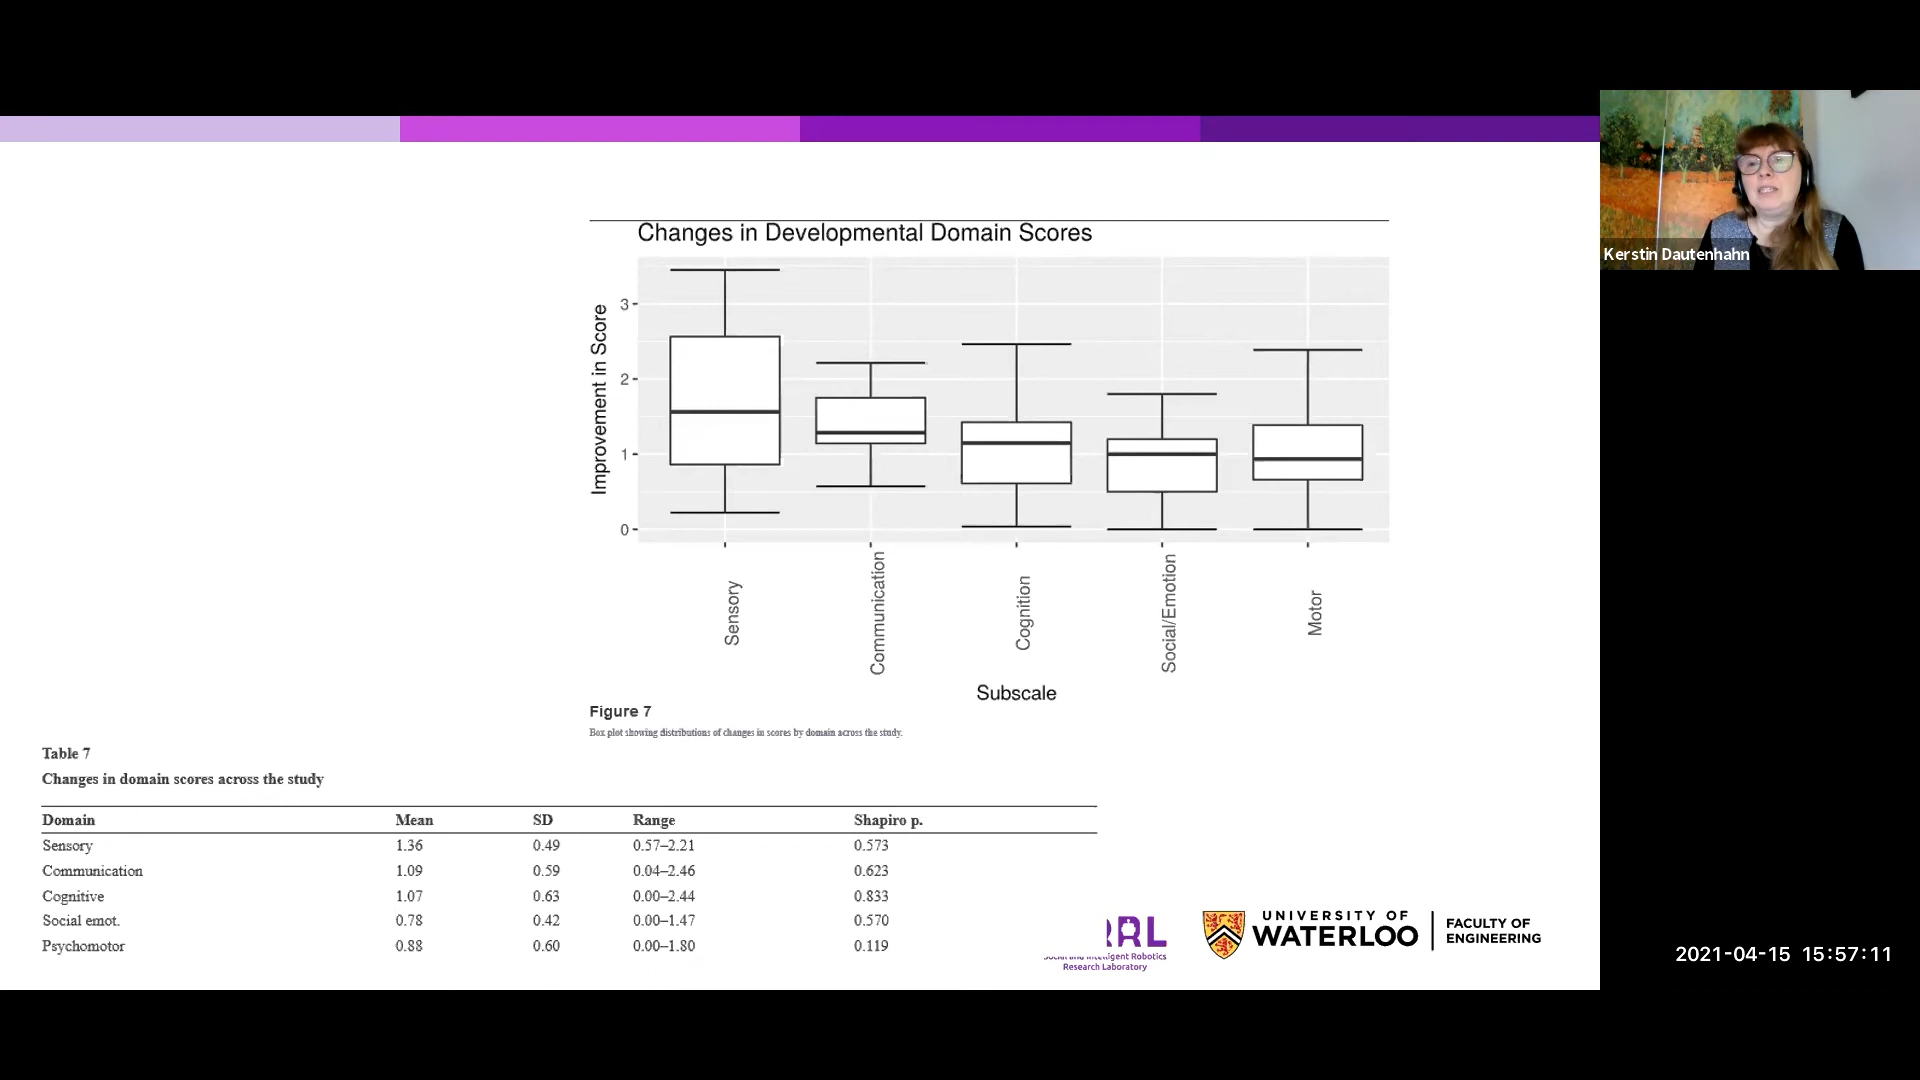 Changes in Developmental Domain Scores
Improvement in Score
3
2
1
0
Sensory
Communication
Cognition
Social/Emotion
Motor
Subscale
Figure 7
Box plot showing distributions of changes in scores by domain across the study.
Table 7
Changes in domain scores across the study
Domain Mean SD Range Shapiro p.
Sensory 1.36 0.49 0.57–2.21 0.573
Communication 1.09 0.59 0.04–2.46 0.623
Cognitive 1.07 0.63 0.00–2.44 0.833
Social emot. 0.78 0.42 0.00–1.47 0.570
Psychomotor 0.88 0.60 0.00–1.80 0.119
RL
Social and Intelligent Robotics
Research Laboratory
UNIVERSITY OF
WATERLOO
FACULTY OF
ENGINEERING
Kerstin Dautenhahn
2021-04-15 15:57:11